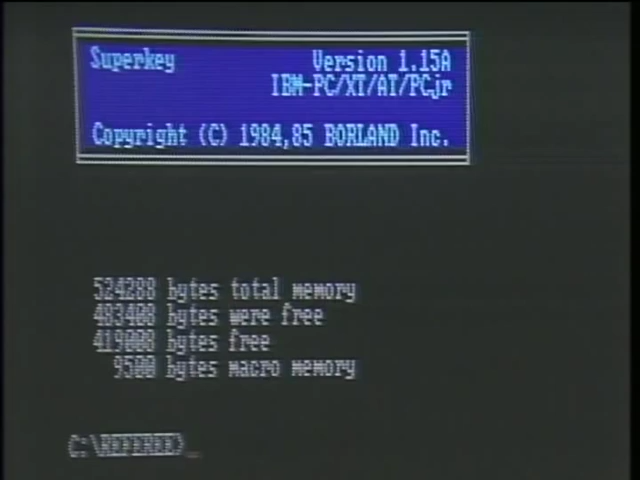 Superkey Version 1.15A
IBM-PC/XT/AT/PCjr
Copyright (C) 1984,85 BORLAND Inc.
524288 bytes total memory
483408 bytes were free
419008 bytes free
9500 bytes macro memory
C:\REFEREE>_